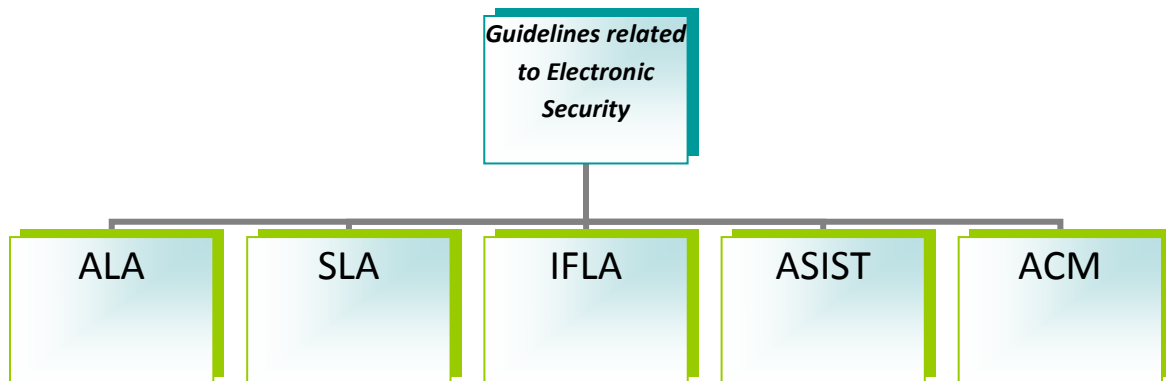 Guidelines related
to Electronic
Security
ALA
SLA
IFLA
ASIST
ACM